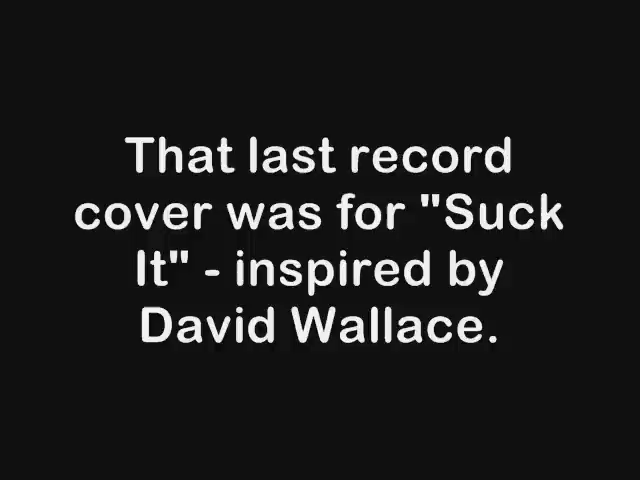 That last record
cover was for "Suck
It" - inspired by
David Wallace.